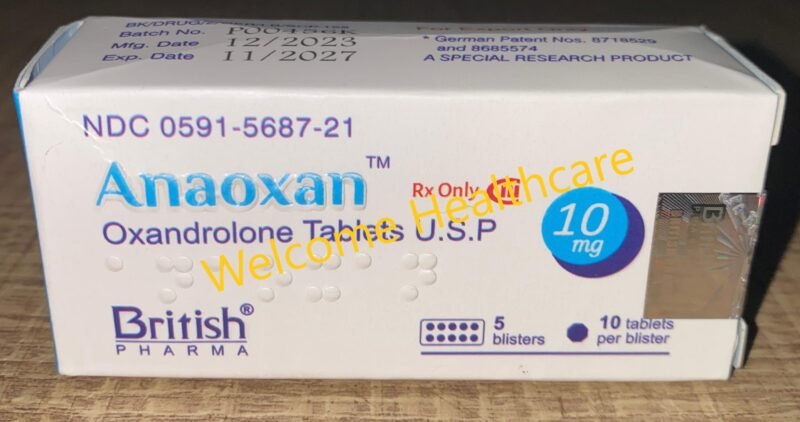 Batch No. P0045GK
Mfg. Date 12/2023
Exp. Date 11/2027
* German Patent Nos. 8718529
and 8685574
A SPECIAL RESEARCH PRODUCT
NDC 0591-5687-21
Anaoxan™
Rx Only
Oxandrolone Tablets U.S.P
10
mg
Welcome Healthcare
British®
PHARMA
5
blisters
10 tablets
per blister